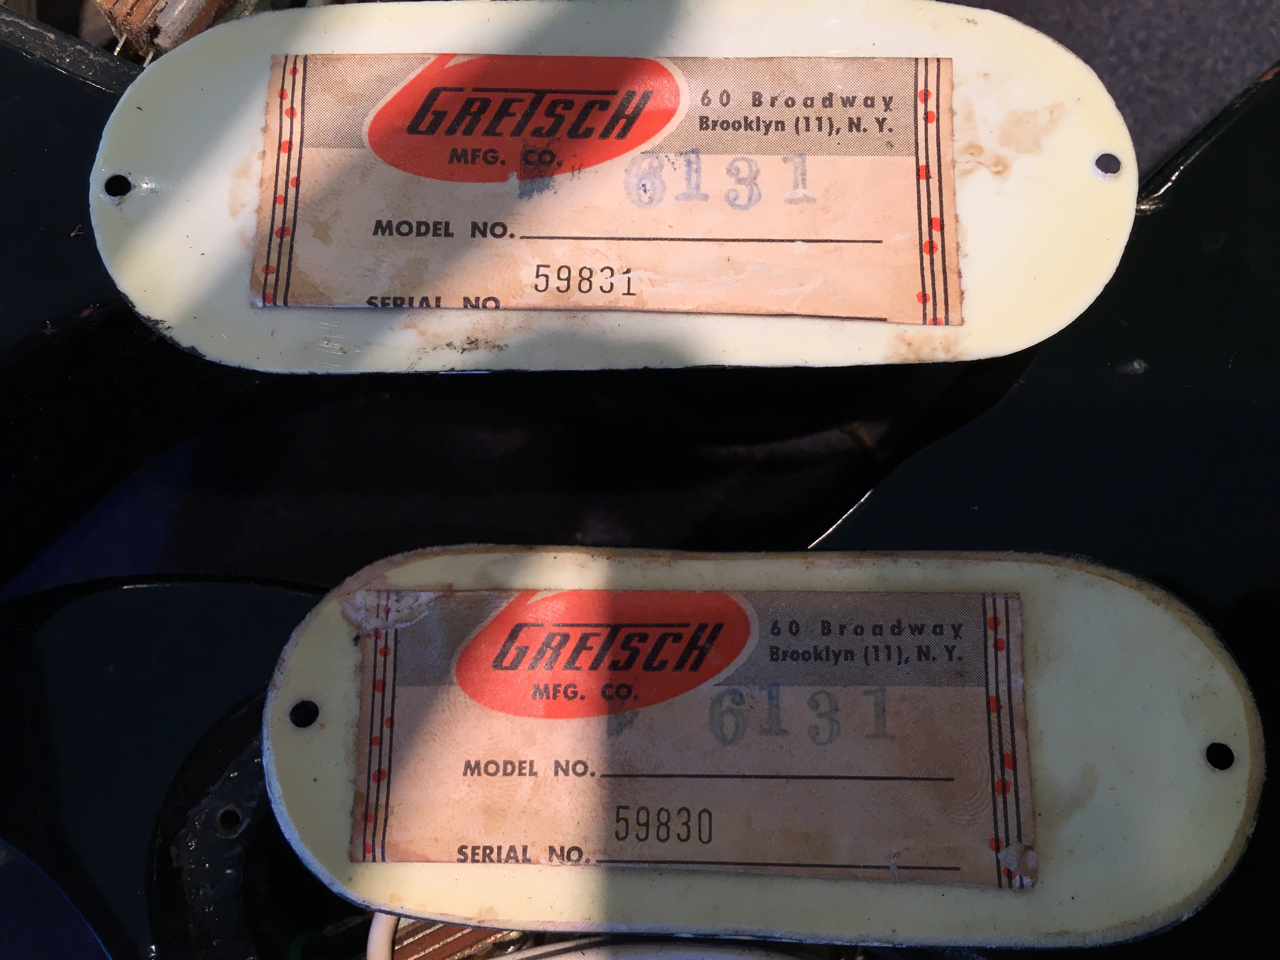 GRETSCH
MFG. CO.
60 Broadway
Brooklyn (11), N. Y.
6131
MODEL NO.
59831
SERIAL NO
GRETSCH
MFG. CO.
60 Broadway
Brooklyn (11), N. Y.
6131
MODEL NO.
59830
SERIAL NO.